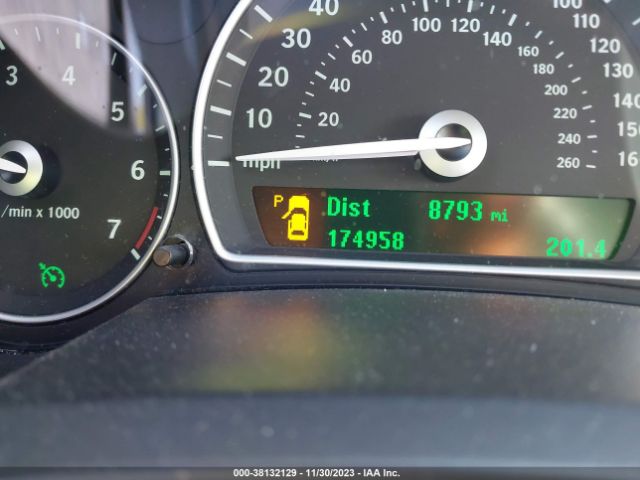 3 4 5 6 7
/min x 1000
10 20 30 40
mph
20 40 60 80 100 120 140 160 180 200 220 240 260
100 110 120 130
P Dist 8793 mi
174958 201.4
000-38132129 - 11/30/2023 - IAA Inc.